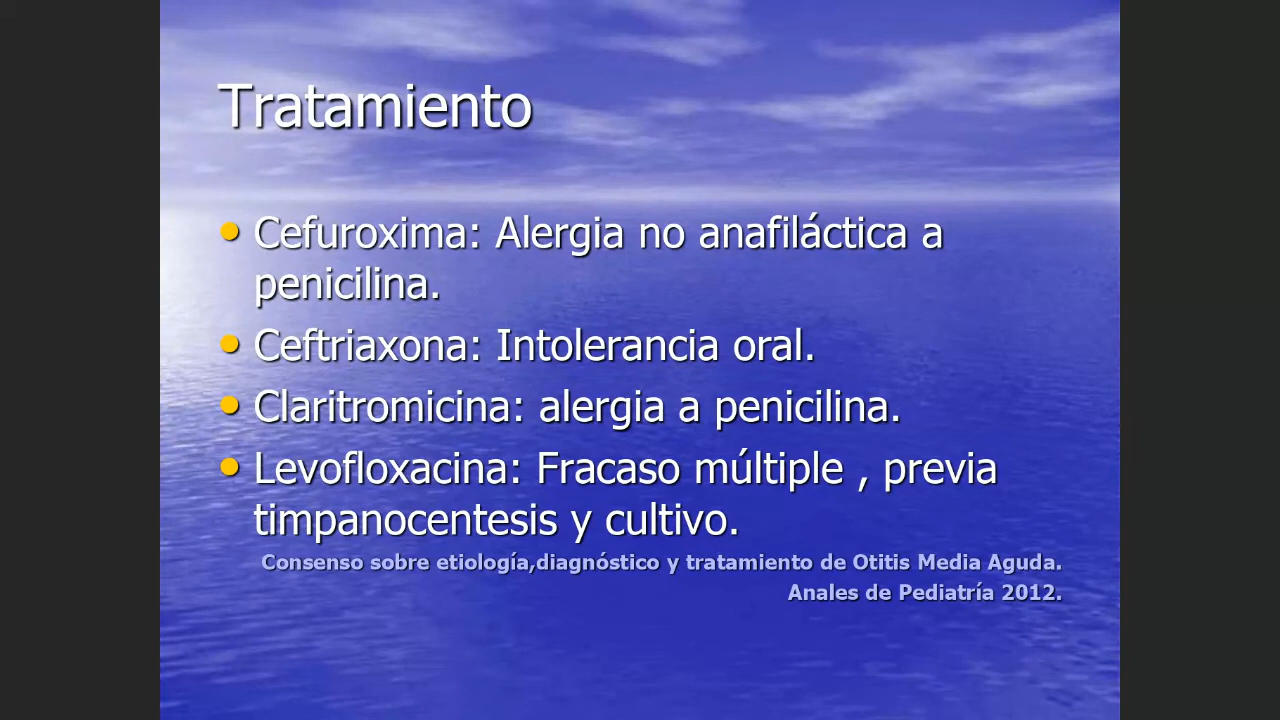 Tratamiento
• Cefuroxima: Alergia no anafiláctica a
penicilina.
• Ceftriaxona: Intolerancia oral.
• Claritromicina: alergia a penicilina.
• Levofloxacina: Fracaso múltiple , previa
timpanocentesis y cultivo.
Consenso sobre etiología,diagnóstico y tratamiento de Otitis Media Aguda.
Anales de Pediatría 2012.